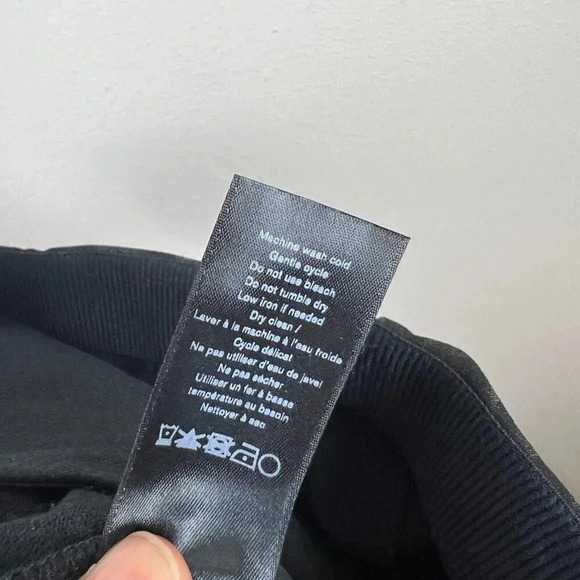 Machine wash cold
Gentle cycle
Do not use bleach
Do not tumble dry
Low iron if needed
Dry clean /
Laver à la machine à l'eau froide
Cycle délicat
Ne pas utiliser d'eau de javel
Ne pas sécher
Utiliser un fer à basse
température au besoin
Nettoyer à sec